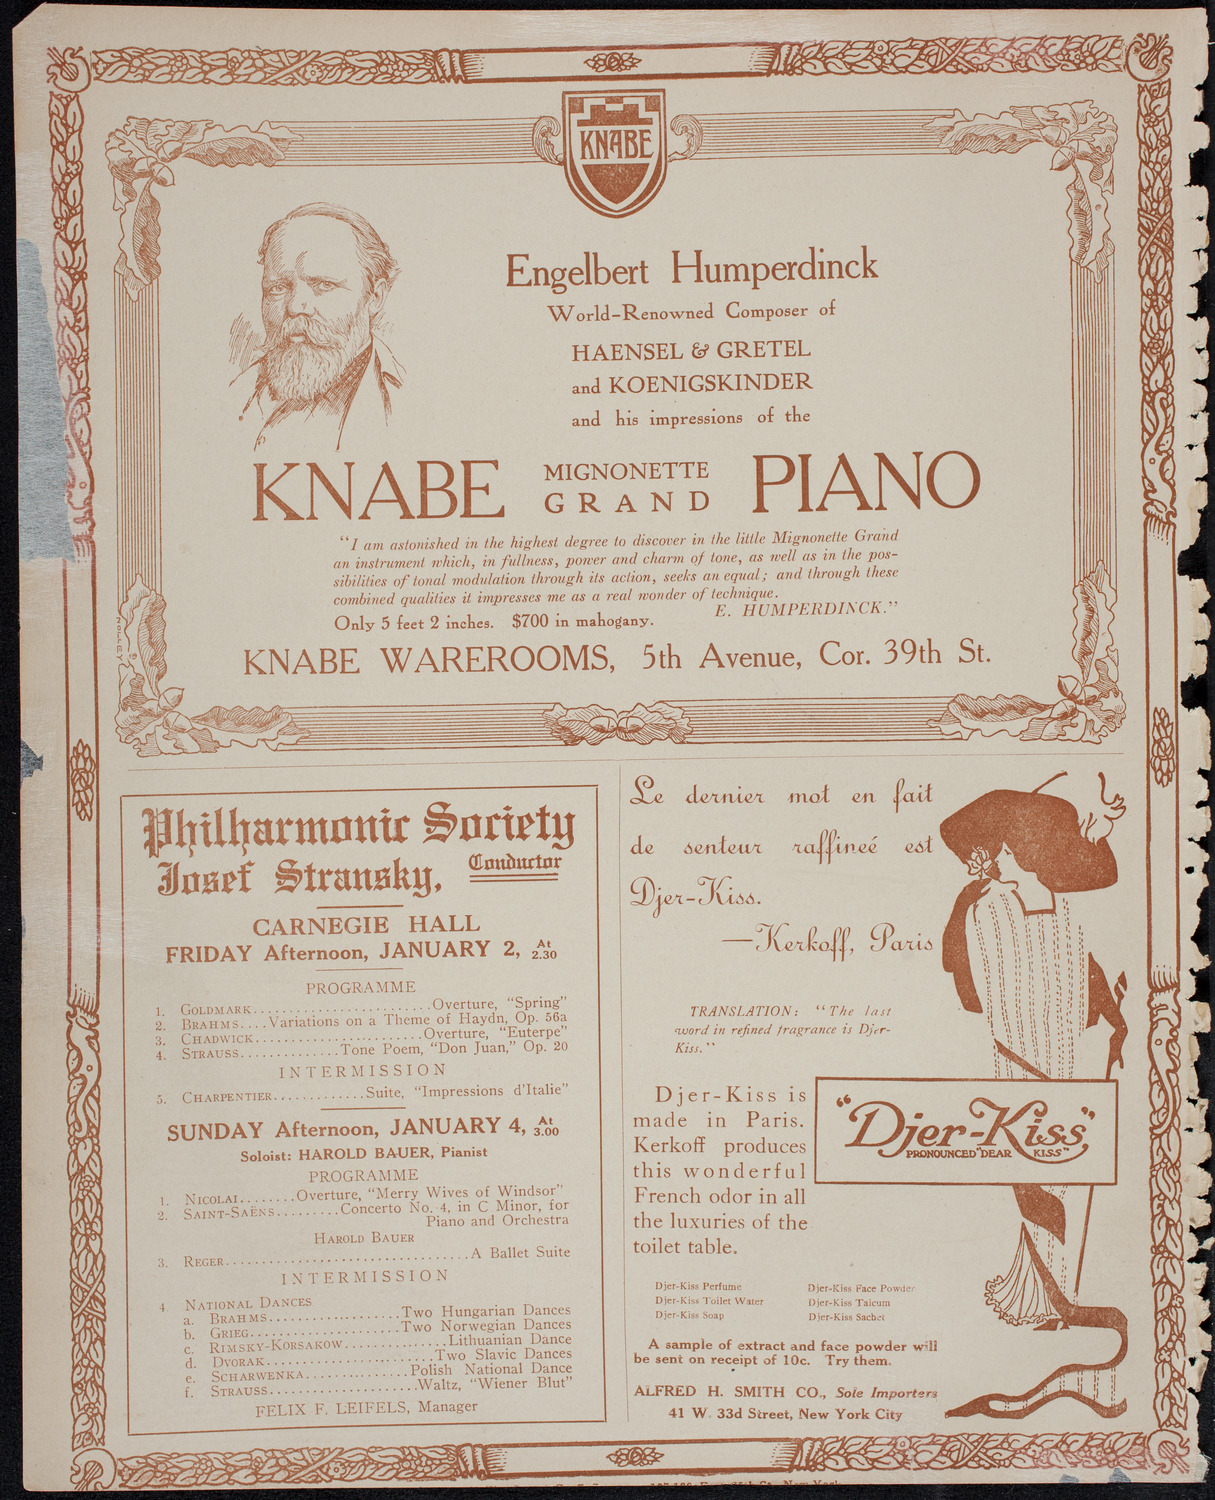 KNABE
Engelbert Humperdinck
World-Renowned Composer of
HAENSEL & GRETEL
and KOENIGSKINDER
and his impressions of the
KNABE MIGNONETTE GRAND PIANO
"I am astonished in the highest degree to discover in the little Mignonette Grand
an instrument which, in fullness, power and charm of tone, as well as in the pos-
sibilities of tonal modulation through its action, seeks an equal; and through these
combined qualities it impresses me as a real wonder of technique.
E. HUMPERDINCK."
Only 5 feet 2 inches. $700 in mahogany.
KNABE WAREROOMS, 5th Avenue, Cor. 39th St.
NOLLEY
Philharmonic Society
Josef Stransky, Conductor
CARNEGIE HALL
FRIDAY Afternoon, JANUARY 2, At 2.30
PROGRAMME
1. GOLDMARK........................Overture, "Spring"
2. BRAHMS....Variations on a Theme of Haydn, Op. 56a
3. CHADWICK.......................Overture, "Euterpe"
4. STRAUSS..............Tone Poem, "Don Juan," Op. 20
INTERMISSION
5. CHARPENTIER.............Suite, "Impressions d'Italie"
SUNDAY Afternoon, JANUARY 4, At 3.00
Soloist: HAROLD BAUER, Pianist
PROGRAMME
1. NICOLAI........Overture, "Merry Wives of Windsor"
2. SAINT-SAËNS.........Concerto No. 4, in C Minor, for
Piano and Orchestra
HAROLD BAUER
3. REGER.................................A Ballet Suite
INTERMISSION
4. NATIONAL DANCES
a. BRAHMS..................Two Hungarian Dances
b. GRIEG.....................Two Norwegian Dances
c. RIMSKY-KORSAKOW..............Lithuanian Dance
d. DVORAK........................Two Slavic Dances
e. SCHARWENKA..............Polish National Dance
f. STRAUSS.....................Waltz, "Wiener Blut"
FELIX F. LEIFELS, Manager
Le dernier mot en fait
de senteur raffineé est
Djer-Kiss.
—Kerkoff, Paris
TRANSLATION: "The last
word in refined fragrance is Djer-
Kiss."
Djer-Kiss is
made in Paris.
Kerkoff produces
this wonderful
French odor in all
the luxuries of the
toilet table.
"Djer-Kiss"
PRONOUNCED "DEAR KISS"
Djer-Kiss Perfume Djer-Kiss Face Powder
Djer-Kiss Toilet Water Djer-Kiss Talcum
Djer-Kiss Soap Djer-Kiss Sachet
A sample of extract and face powder will
be sent on receipt of 10c. Try them.
ALFRED H. SMITH CO., Sole Importers
41 W. 33d Street, New York City